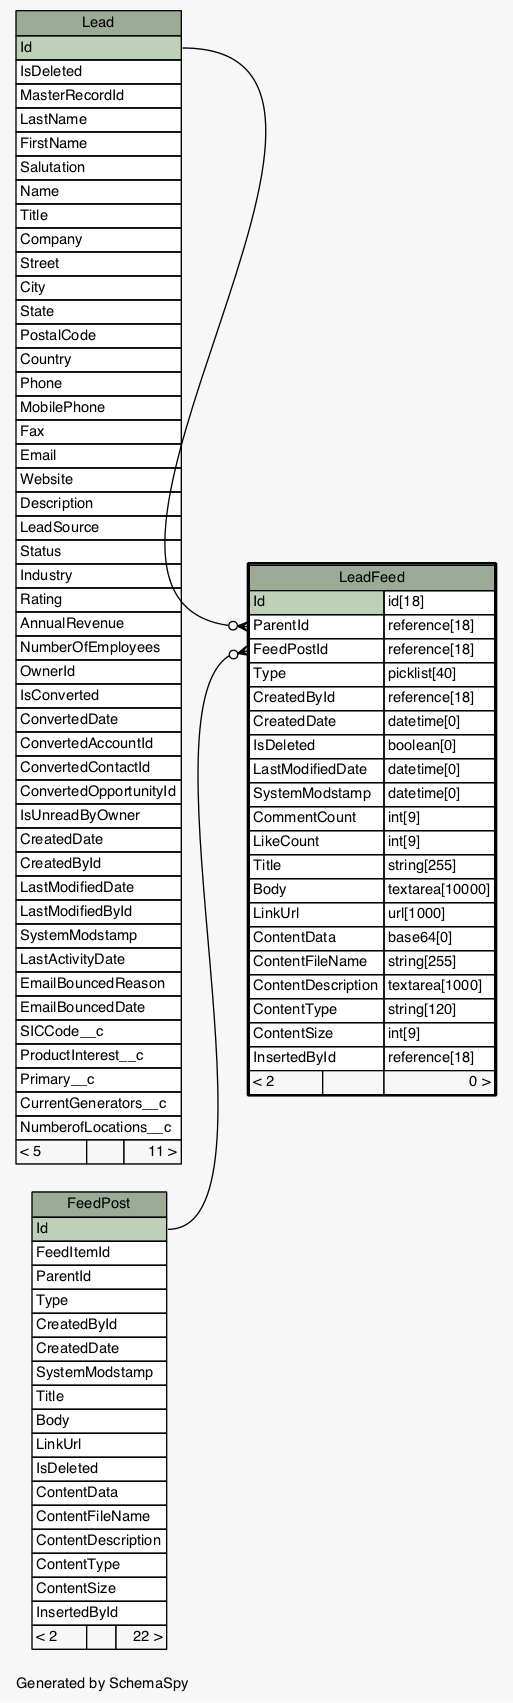 Lead
Id
IsDeleted
MasterRecordId
LastName
FirstName
Salutation
Name
Title
Company
Street
City
State
PostalCode
Country
Phone
MobilePhone
Fax
Email
Website
Description
LeadSource
Status
Industry
Rating
AnnualRevenue
NumberOfEmployees
OwnerId
IsConverted
ConvertedDate
ConvertedAccountId
ConvertedContactId
ConvertedOpportunityId
IsUnreadByOwner
CreatedDate
CreatedById
LastModifiedDate
LastModifiedById
SystemModstamp
LastActivityDate
EmailBouncedReason
EmailBouncedDate
SICCode__c
ProductInterest__c
Primary__c
CurrentGenerators__c
NumberofLocations__c
< 5 11 >
LeadFeed
Id id[18]
ParentId reference[18]
FeedPostId reference[18]
Type picklist[40]
CreatedById reference[18]
CreatedDate datetime[0]
IsDeleted boolean[0]
LastModifiedDate datetime[0]
SystemModstamp datetime[0]
CommentCount int[9]
LikeCount int[9]
Title string[255]
Body textarea[10000]
LinkUrl url[1000]
ContentData base64[0]
ContentFileName string[255]
ContentDescription textarea[1000]
ContentType string[120]
ContentSize int[9]
InsertedById reference[18]
< 2 0 >
FeedPost
Id
FeedItemId
ParentId
Type
CreatedById
CreatedDate
SystemModstamp
Title
Body
LinkUrl
IsDeleted
ContentData
ContentFileName
ContentDescription
ContentType
ContentSize
InsertedById
< 2 22 >
Generated by SchemaSpy